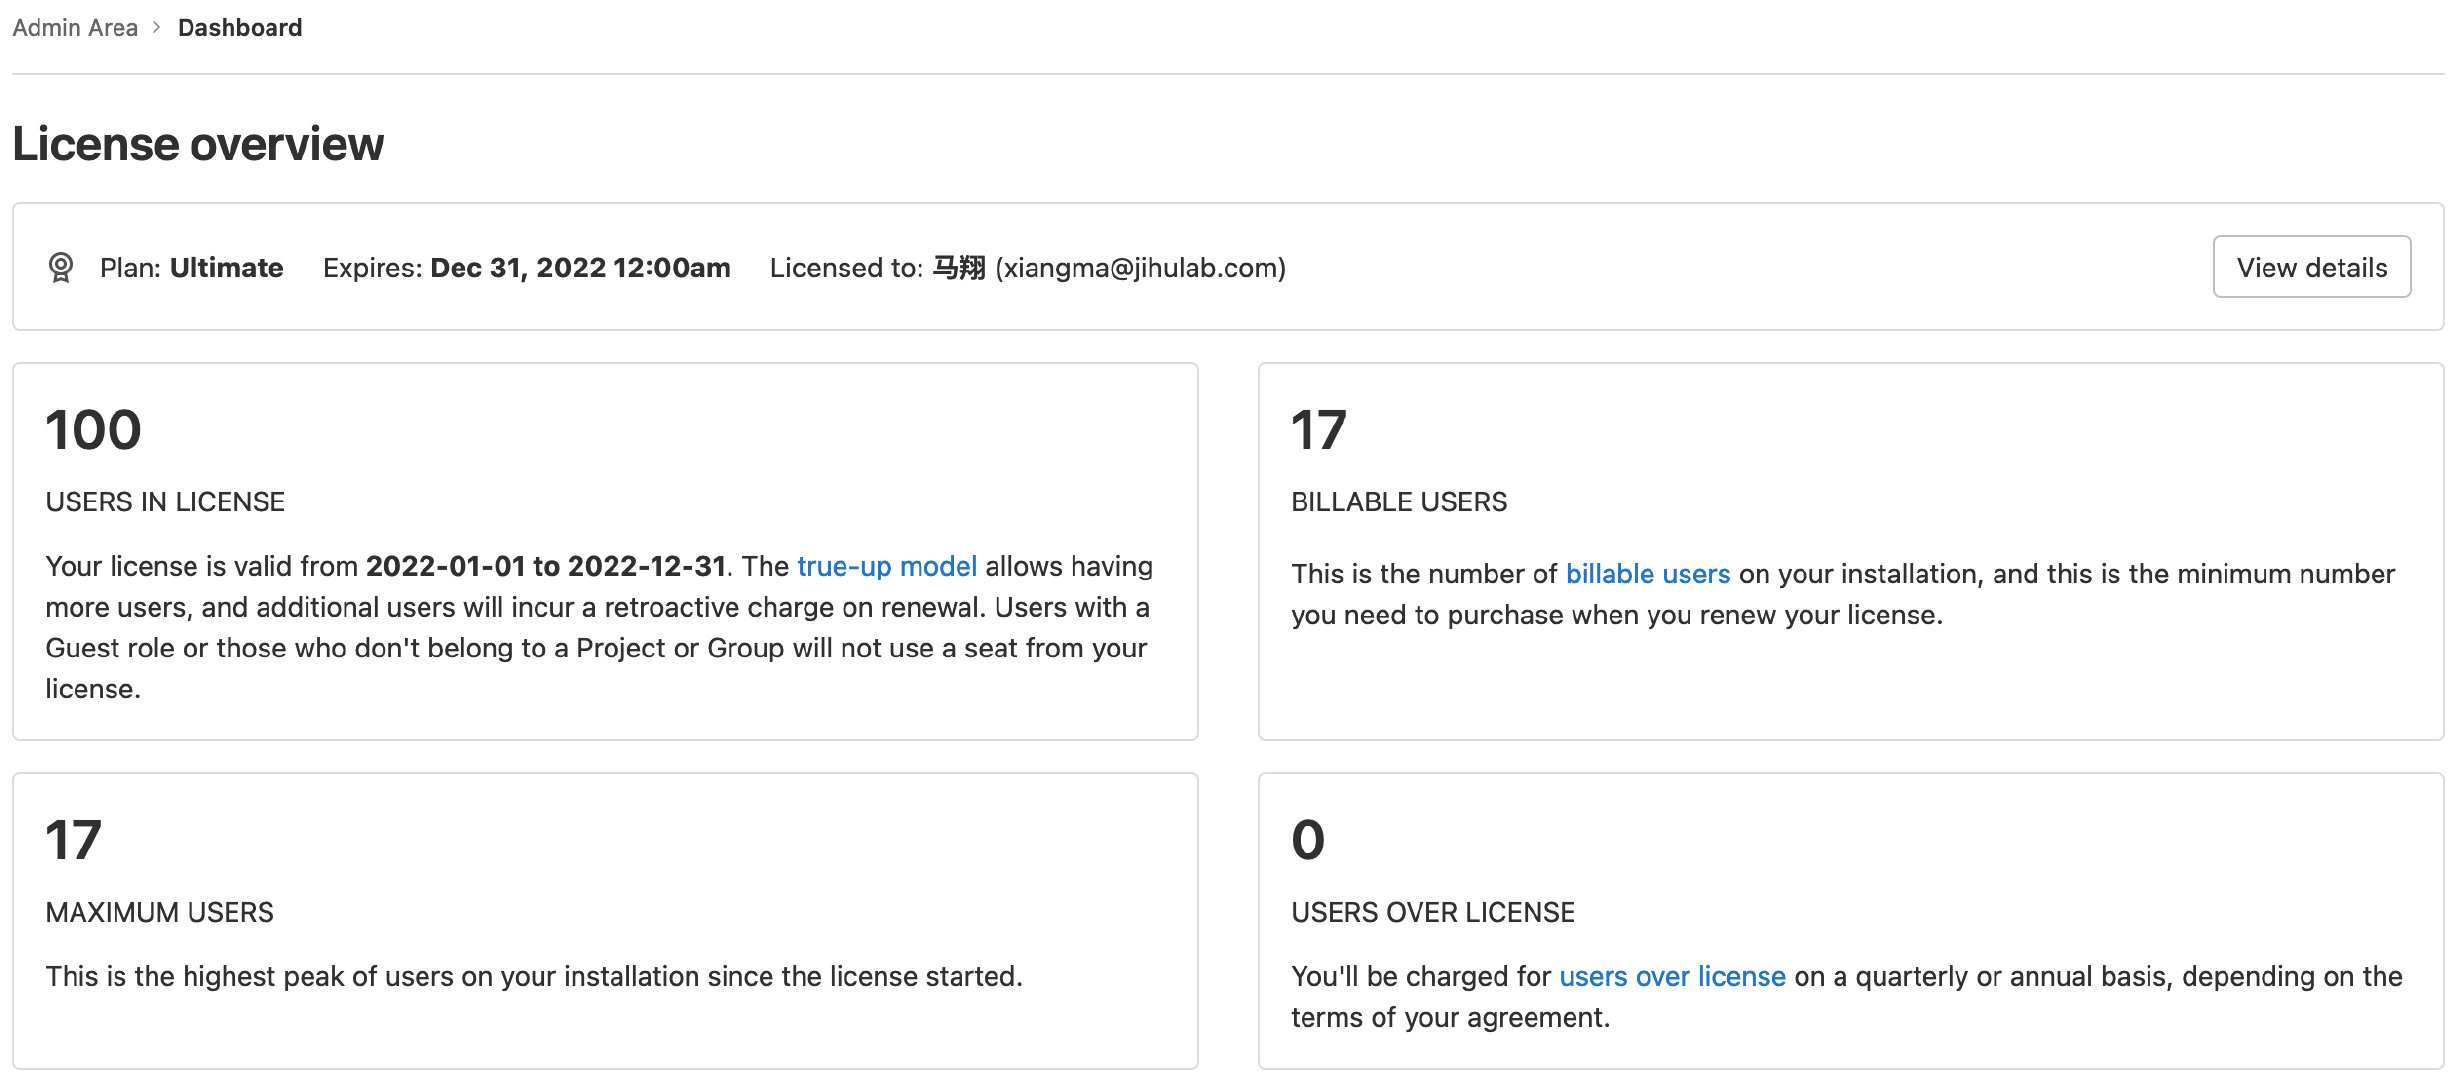 Admin Area > Dashboard
License overview
Plan: Ultimate Expires: Dec 31, 2022 12:00am Licensed to: 马翔 (xiangma@jihulab.com) View details
100
USERS IN LICENSE
Your license is valid from 2022-01-01 to 2022-12-31. The true-up model allows having
more users, and additional users will incur a retroactive charge on renewal. Users with a
Guest role or those who don't belong to a Project or Group will not use a seat from your
license.
17
BILLABLE USERS
This is the number of billable users on your installation, and this is the minimum number
you need to purchase when you renew your license.
17
MAXIMUM USERS
This is the highest peak of users on your installation since the license started.
0
USERS OVER LICENSE
You'll be charged for users over license on a quarterly or annual basis, depending on the
terms of your agreement.